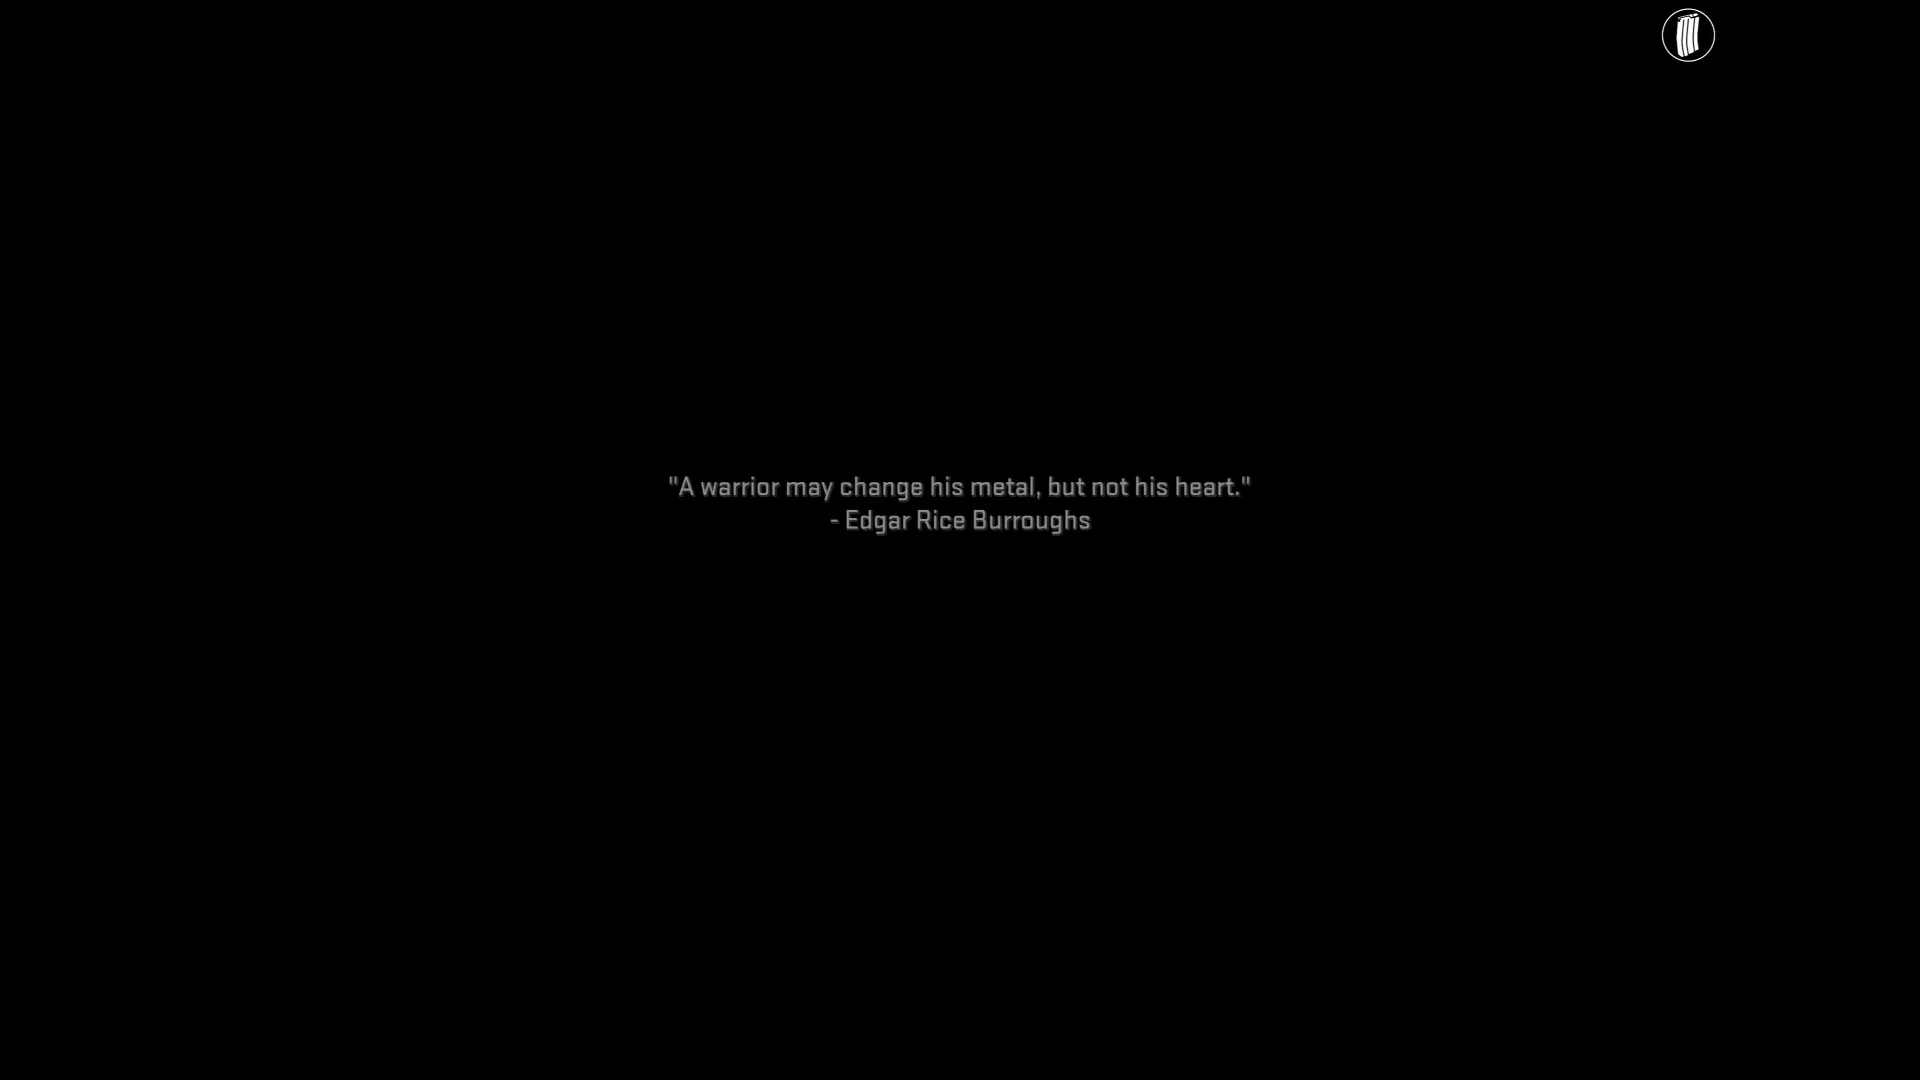 "A warrior may change his metal, but not his heart."
- Edgar Rice Burroughs